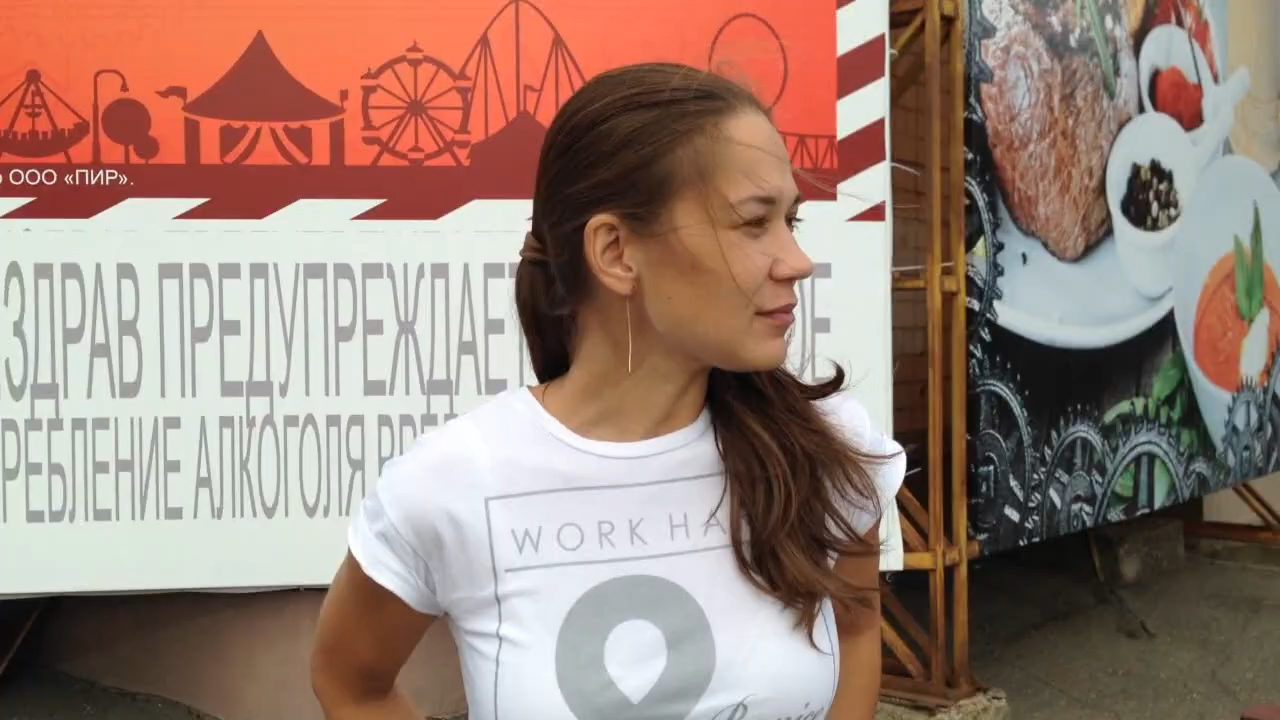 ООО «ПИР».
ЗДРАВ ПРЕДУПРЕЖДАЕТ
РЕБЛЕНИЕ АЛКОГОЛЯ
WORK HA